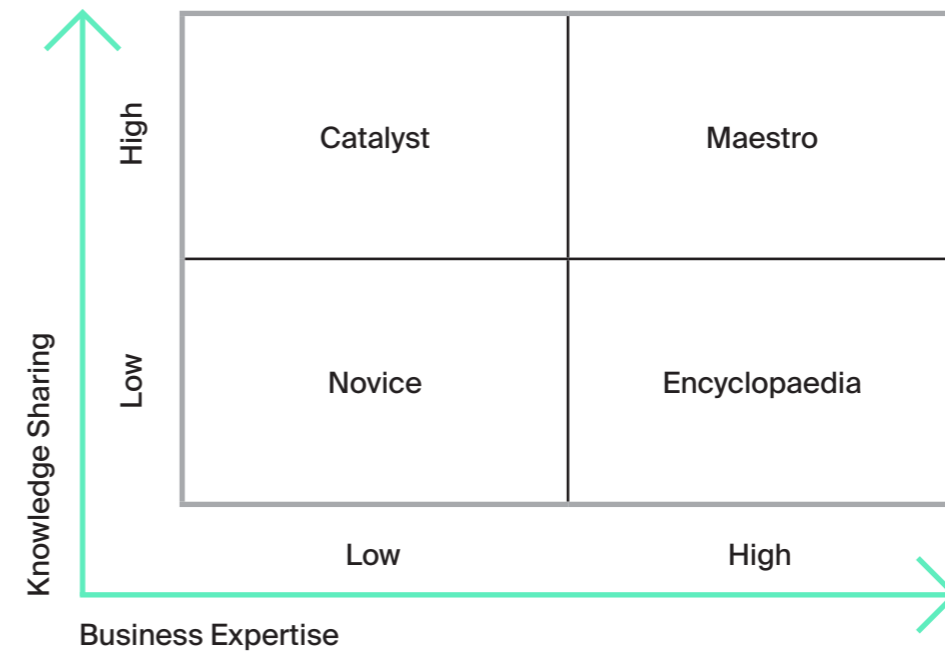 High
Catalyst
Maestro
Knowledge Sharing
Low
Novice
Encyclopaedia
Low
High
Business Expertise